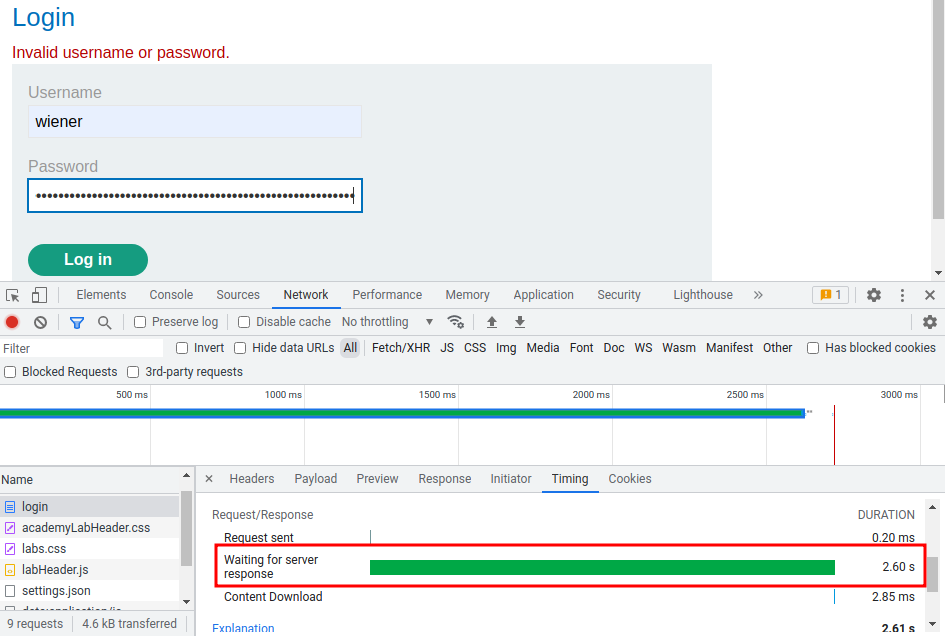 Login
Invalid username or password.
Username
wiener
Password
••••••••••••••••••••••••••••••••••••••••••••••••••••••••••
Log in
Elements Console Sources Network Performance Memory Application Security Lighthouse » 1
Preserve log Disable cache No throttling
Filter Invert Hide data URLs All Fetch/XHR JS CSS Img Media Font Doc WS Wasm Manifest Other Has blocked cookies
Blocked Requests 3rd-party requests
500 ms 1000 ms 1500 ms 2000 ms 2500 ms 3000 ms
Name × Headers Payload Preview Response Initiator Timing Cookies
login
academyLabHeader.css
labs.css
labHeader.js
settings.json
9 requests 4.6 kB transferred
Request/Response DURATION
Request sent 0.20 ms
Waiting for server
response 2.60 s
Content Download 2.85 ms
Explanation 2.61 s